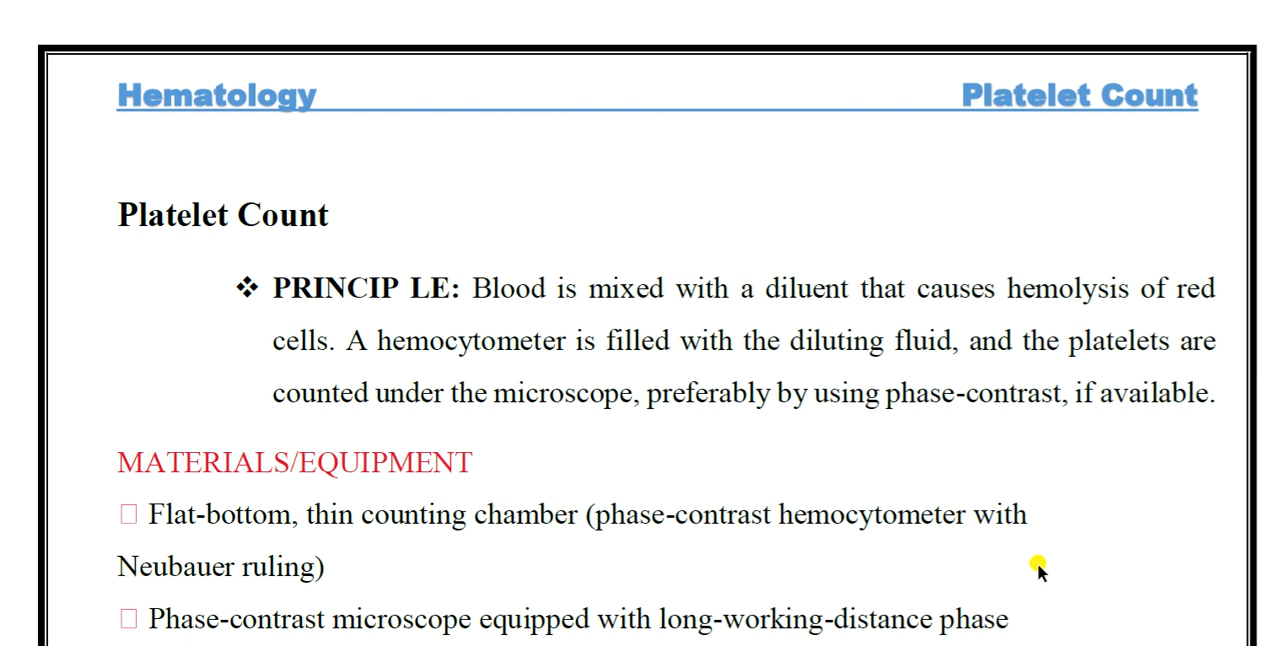 Hematology Platelet Count
Platelet Count
❖ PRINCIP LE: Blood is mixed with a diluent that causes hemolysis of red
cells. A hemocytometer is filled with the diluting fluid, and the platelets are
counted under the microscope, preferably by using phase-contrast, if available.
MATERIALS/EQUIPMENT
□ Flat-bottom, thin counting chamber (phase-contrast hemocytometer with
Neubauer ruling)
□ Phase-contrast microscope equipped with long-working-distance phase